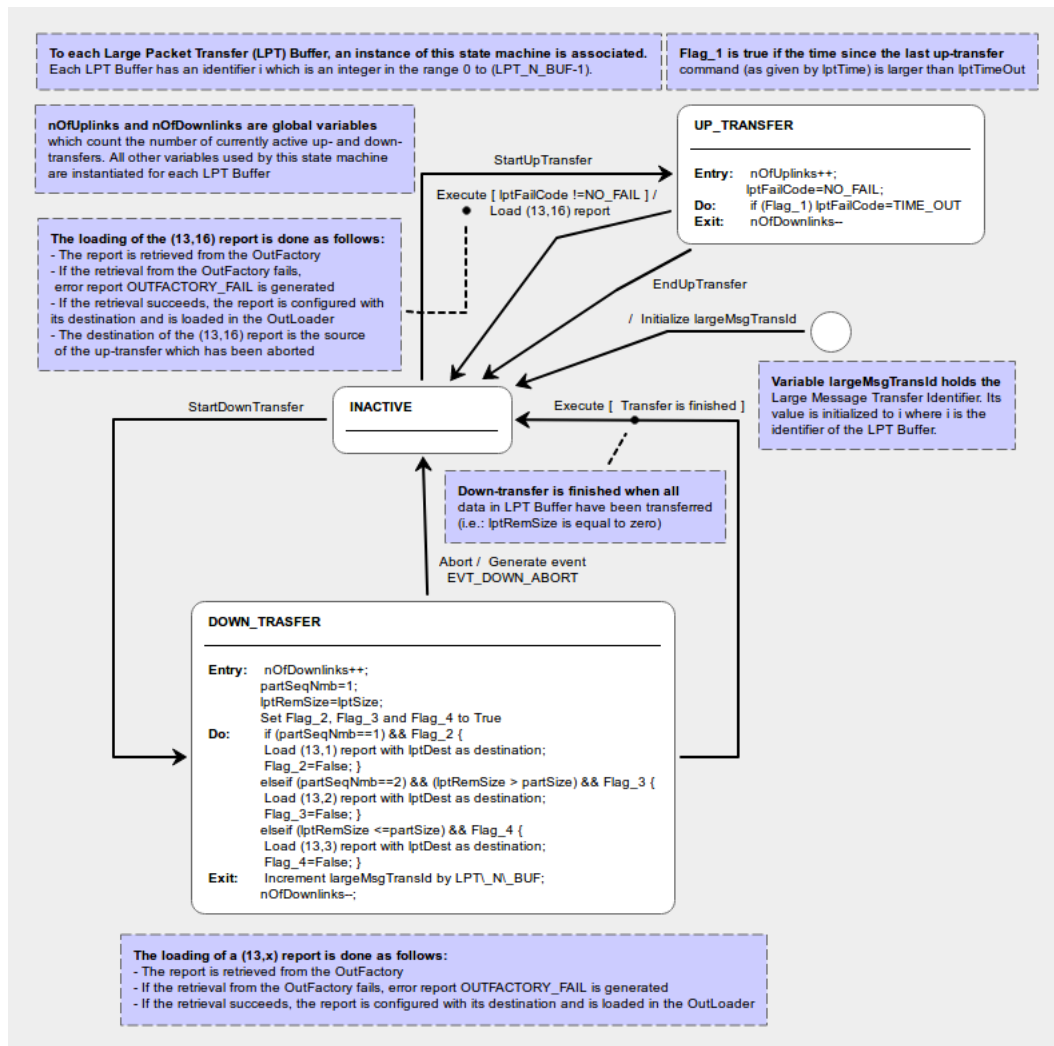 To each Large Packet Transfer (LPT) Buffer, an instance of this state machine is associated.
Each LPT Buffer has an identifier i which is an integer in the range 0 to (LPT_N_BUF-1).
Flag_1 is true if the time since the last up-transfer
command (as given by lptTime) is larger than lptTimeOut
nOfUplinks and nOfDownlinks are global variables
which count the number of currently active up- and down-
transfers. All other variables used by this state machine
are instantiated for each LPT Buffer
UP_TRANSFER
Entry: nOfUplinks++;
lptFailCode=NO_FAIL;
Do: if (Flag_1) lptFailCode=TIME_OUT
Exit: nOfDownlinks--
StartUpTransfer
Execute [ lptFailCode !=NO_FAIL ] /
Load (13,16) report
The loading of the (13,16) report is done as follows:
- The report is retrieved from the OutFactory
- If the retrieval from the OutFactory fails,
error report OUTFACTORY_FAIL is generated
- If the retrieval succeeds, the report is configured with
its destination and is loaded in the OutLoader
- The destination of the (13,16) report is the source
of the up-transfer which has been aborted
EndUpTransfer
/ Initialize largeMsgTransId
Variable largeMsgTransId holds the
Large Message Transfer Identifier. Its
value is initialized to i where i is the
identifier of the LPT Buffer.
StartDownTransfer
INACTIVE
Execute [ Transfer is finished ]
Down-transfer is finished when all
data in LPT Buffer have been transferred
(i.e.: lptRemSize is equal to zero)
Abort / Generate event
EVT_DOWN_ABORT
DOWN_TRASFER
Entry: nOfDownlinks++;
partSeqNmb=1;
lptRemSize=lptSize;
Set Flag_2, Flag_3 and Flag_4 to True
Do: if (partSeqNmb==1) && Flag_2 {
Load (13,1) report with lptDest as destination;
Flag_2=False; }
elseif (partSeqNmb==2) && (lptRemSize > partSize) && Flag_3 {
Load (13,2) report with lptDest as destination;
Flag_3=False; }
elseif (lptRemSize <=partSize) && Flag_4 {
Load (13,3) report with lptDest as destination;
Flag_4=False; }
Exit: Increment largeMsgTransId by LPT\_N\_BUF;
nOfDownlinks--;
The loading of a (13,x) report is done as follows:
- The report is retrieved from the OutFactory
- If the retrieval from the OutFactory fails, error report OUTFACTORY_FAIL is generated
- If the retrieval succeeds, the report is configured with its destination and is loaded in the OutLoader